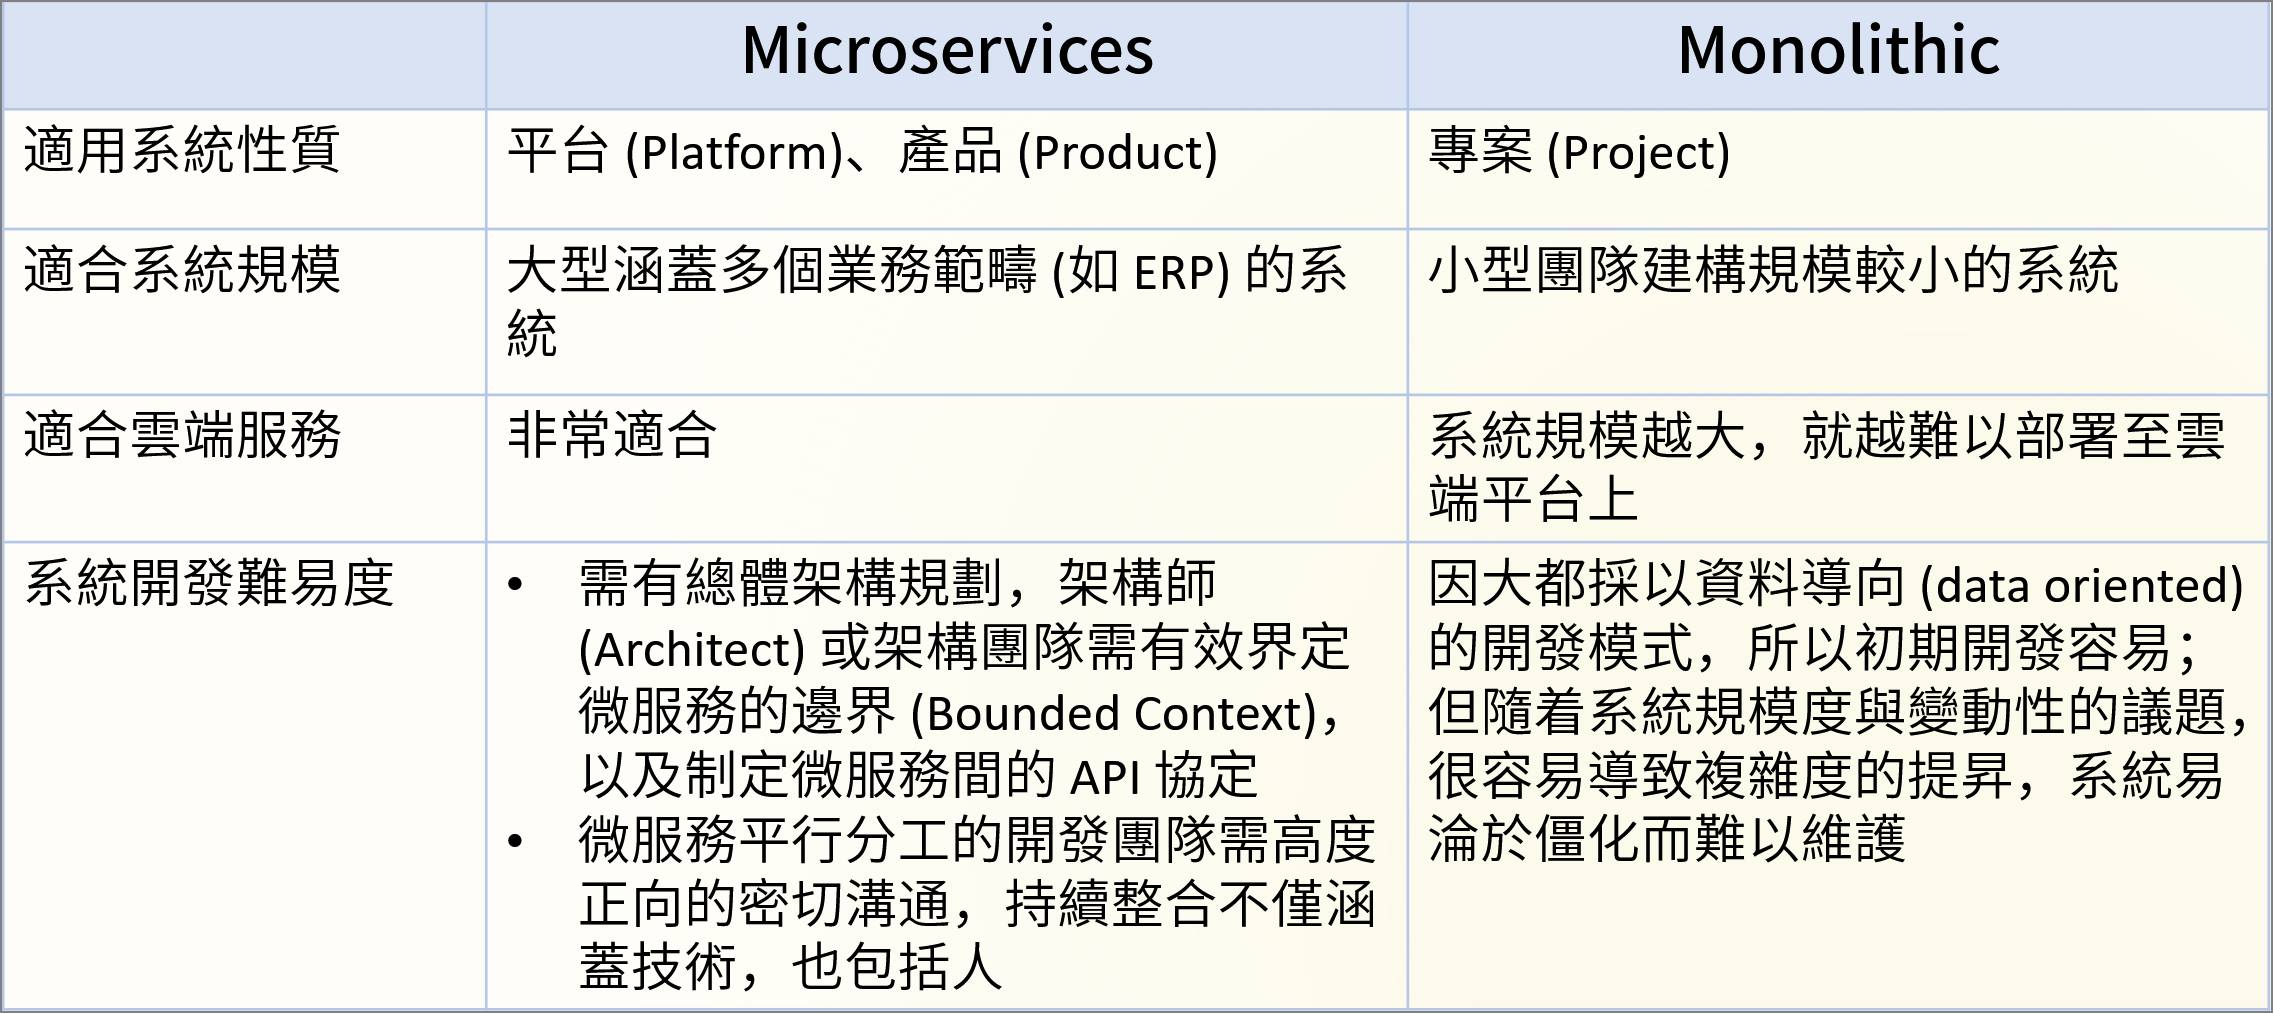 Microservices
Monolithic
適用系統性質
平台 (Platform)、產品 (Product)
專案 (Project)
適合系統規模
大型涵蓋多個業務範疇 (如 ERP) 的系
統
小型團隊建構規模較小的系統
適合雲端服務
非常適合
系統規模越大，就越難以部署至雲
端平台上
系統開發難易度
• 需有總體架構規劃，架構師
(Architect) 或架構團隊需有效界定
微服務的邊界 (Bounded Context)，
以及制定微服務間的 API 協定
• 微服務平行分工的開發團隊需高度
正向的密切溝通，持續整合不僅涵
蓋技術，也包括人
因大都採以資料導向 (data oriented)
的開發模式，所以初期開發容易；
但隨着系統規模度與變動性的議題，
很容易導致複雜度的提昇，系統易
淪於僵化而難以維護